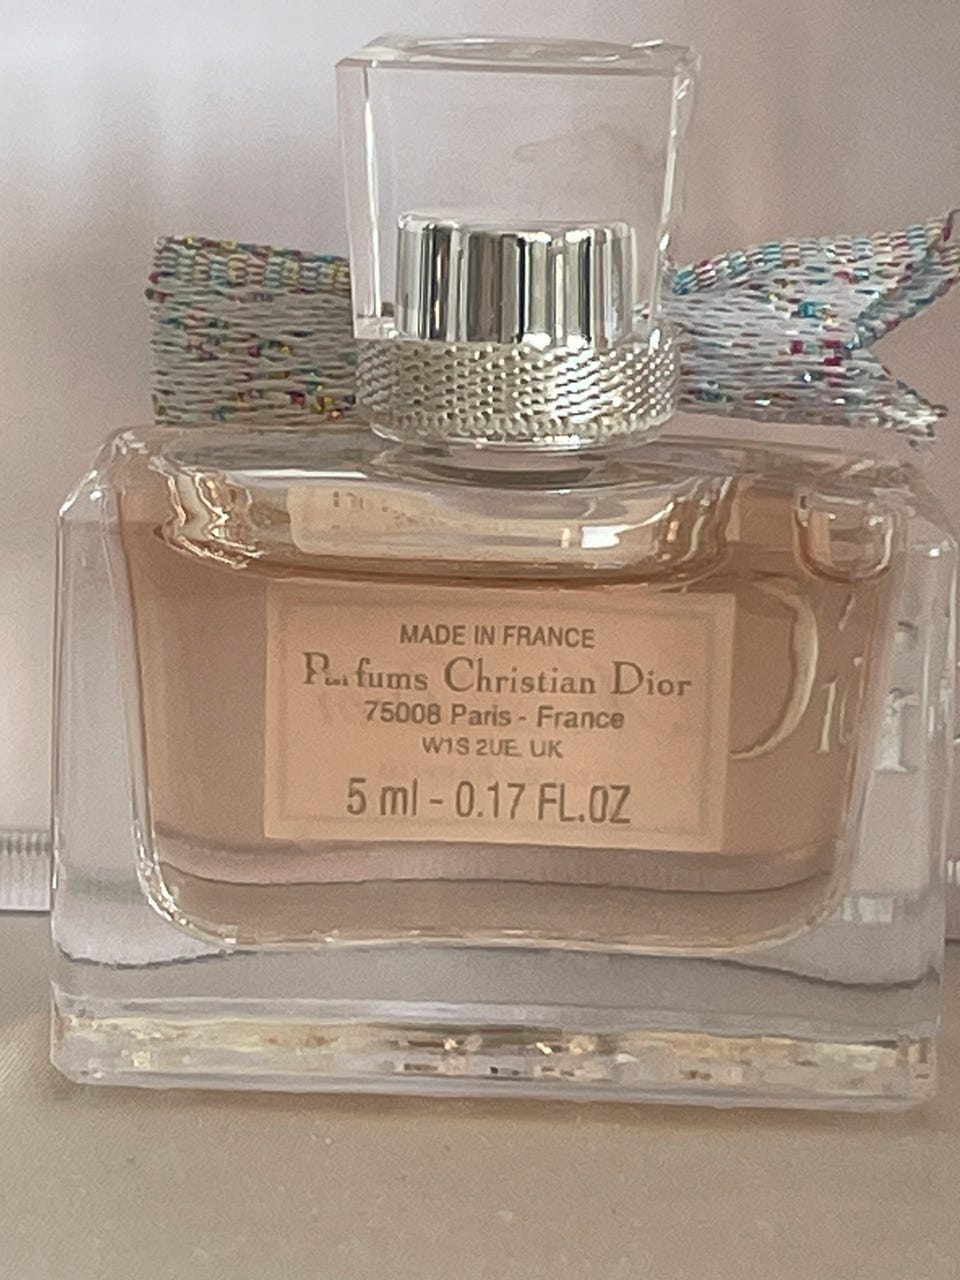 MADE IN FRANCE
Parfums Christian Dior
75008 Paris - France
W1S 2UE, UK
5 ml - 0.17 FL.OZ